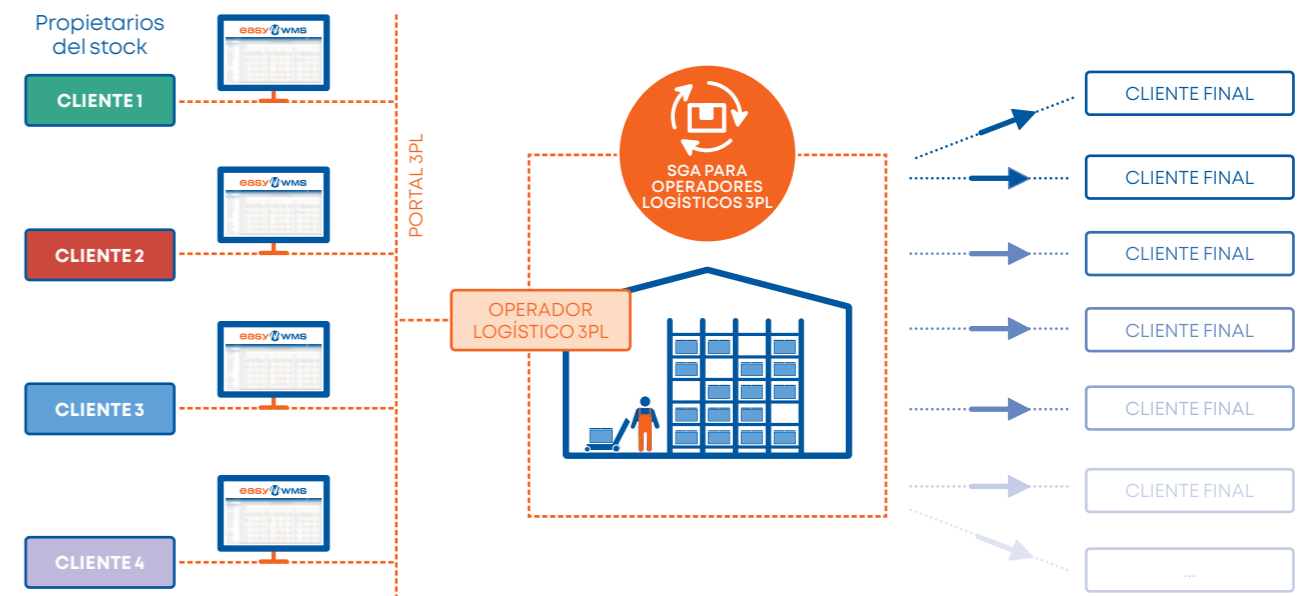 Propietarios
del stock
easy WMS
CLIENTE 1
easy WMS
CLIENTE 2
easy WMS
CLIENTE 3
easy WMS
CLIENTE 4
PORTAL 3PL
SGA PARA
OPERADORES
LOGÍSTICOS 3PL
OPERADOR
LOGÍSTICO 3PL
CLIENTE FINAL
CLIENTE FINAL
CLIENTE FINAL
CLIENTE FINAL
CLIENTE FINAL
CLIENTE FINAL
...